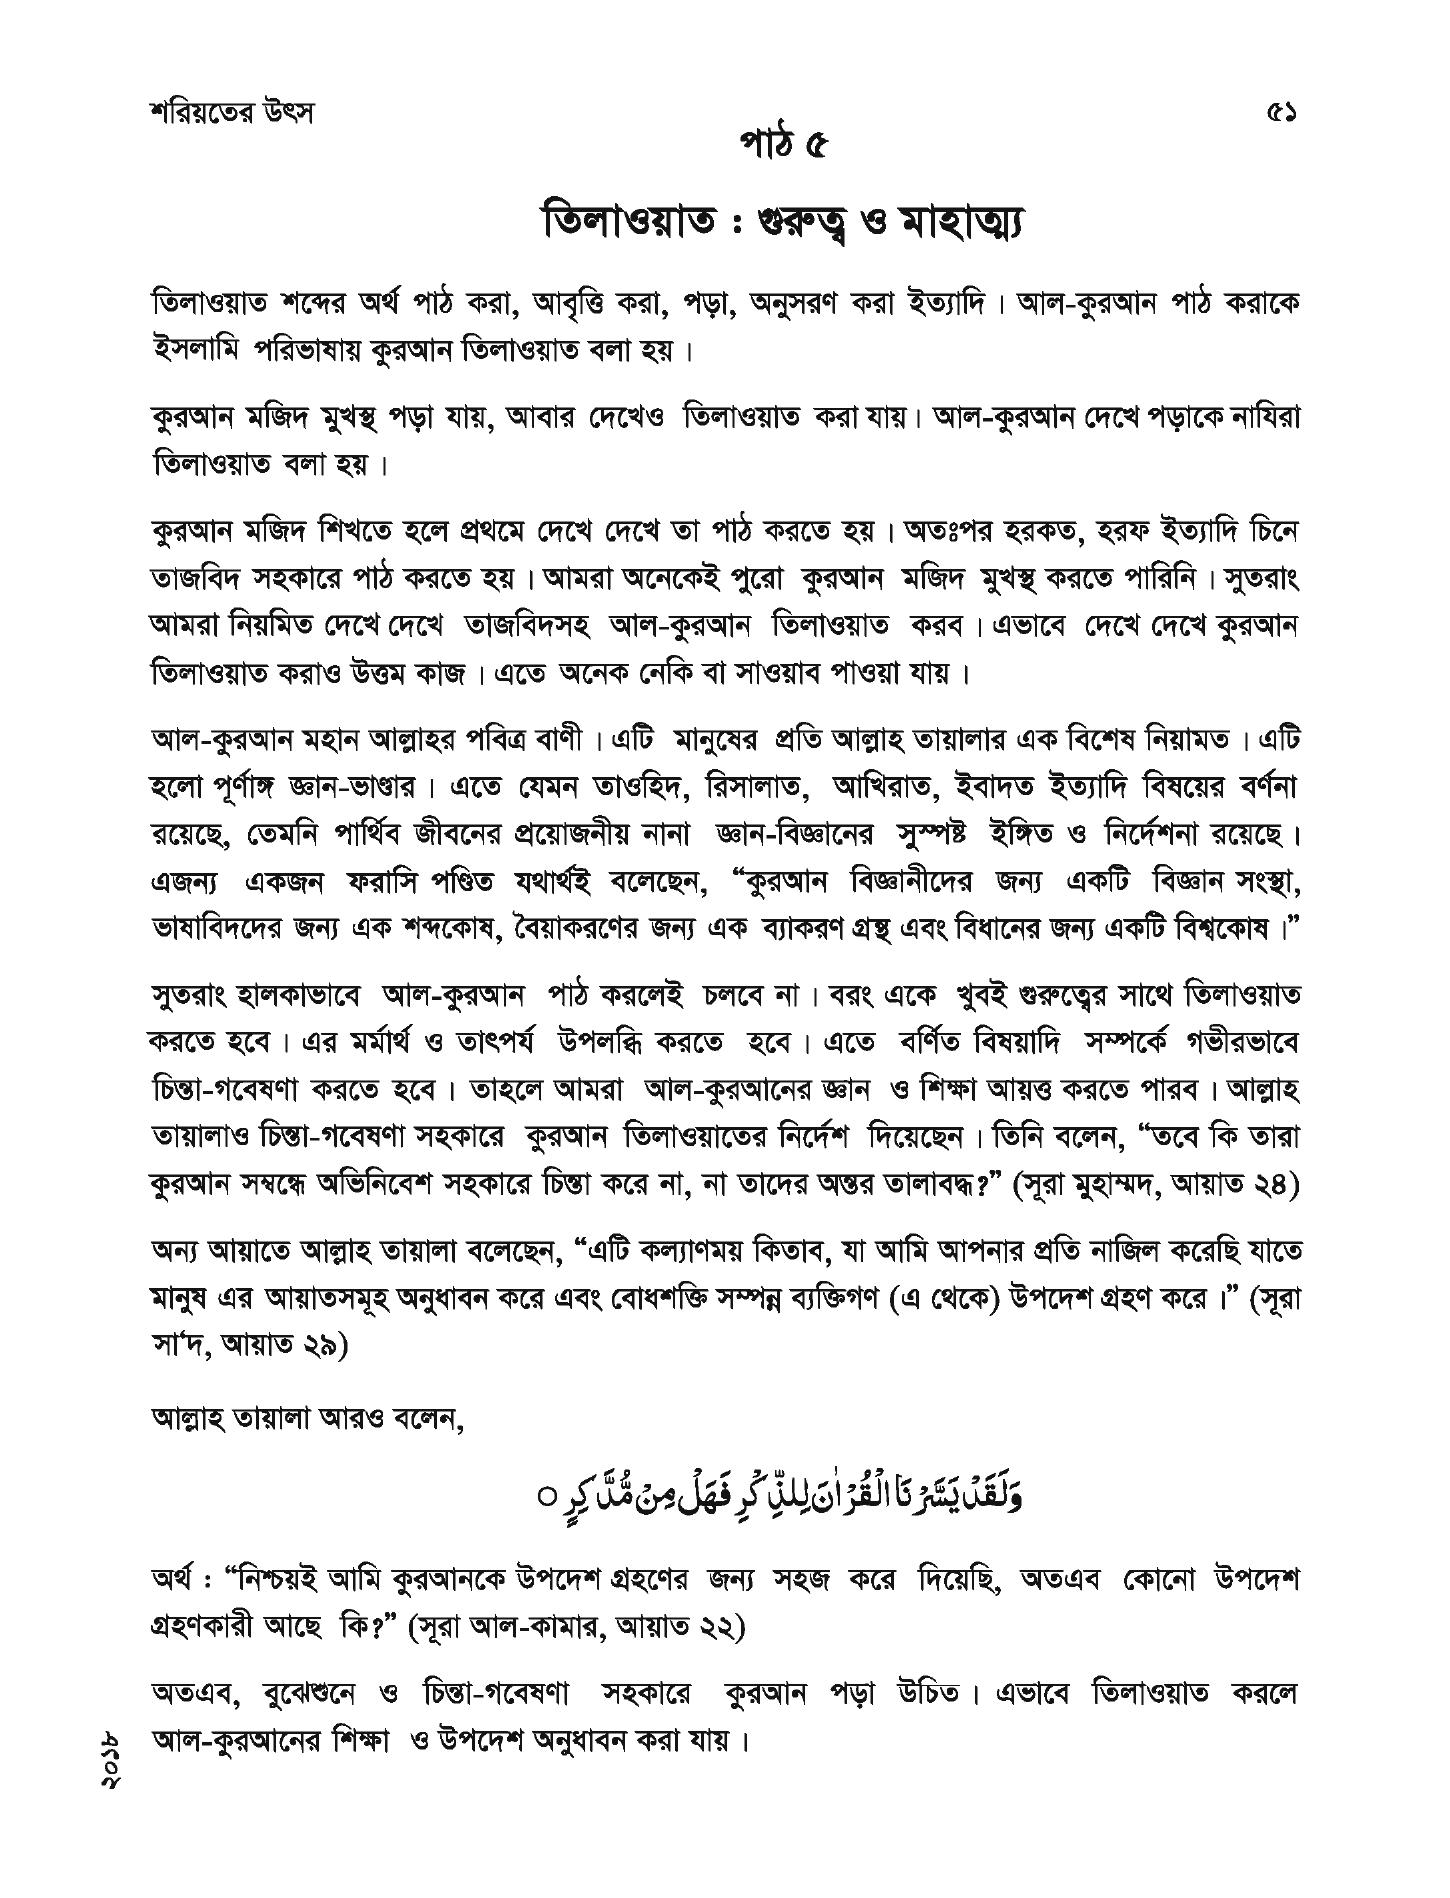 শরিয়তের উৎস ৫১
পাঠ ৫
তিলাওয়াত : গুরুত্ব ও মাহাত্ম্য
তিলাওয়াত শব্দের অর্থ পাঠ করা, আবৃত্তি করা, পড়া, অনুসরণ করা ইত্যাদি। আল-কুরআন পাঠ করাকে
ইসলামি পরিভাষায় কুরআন তিলাওয়াত বলা হয়।
কুরআন মজিদ মুখস্থ পড়া যায়, আবার দেখেও তিলাওয়াত করা যায়। আল-কুরআন দেখে পড়াকে নাযিরা
তিলাওয়াত বলা হয়।
কুরআন মজিদ শিখতে হলে প্রথমে দেখে দেখে তা পাঠ করতে হয়। অতঃপর হরকত, হরফ ইত্যাদি চিনে
তাজবিদ সহকারে পাঠ করতে হয়। আমরা অনেকেই পুরো কুরআন মজিদ মুখস্থ করতে পারিনি। সুতরাং
আমরা নিয়মিত দেখে দেখে তাজবিদসহ আল-কুরআন তিলাওয়াত করব। এভাবে দেখে দেখে কুরআন
তিলাওয়াত করাও উত্তম কাজ। এতে অনেক নেকি বা সাওয়াব পাওয়া যায়।
আল-কুরআন মহান আল্লাহর পবিত্র বাণী। এটি মানুষের প্রতি আল্লাহ তায়ালার এক বিশেষ নিয়ামত। এটি
হলো পূর্ণাঙ্গ জ্ঞান-ভাণ্ডার। এতে যেমন তাওহিদ, রিসালাত, আখিরাত, ইবাদত ইত্যাদি বিষয়ের বর্ণনা
রয়েছে, তেমনি পার্থিব জীবনের প্রয়োজনীয় নানা জ্ঞান-বিজ্ঞানের সুস্পষ্ট ইঙ্গিত ও নির্দেশনা রয়েছে।
এজন্য একজন ফরাসি পণ্ডিত যথার্থই বলেছেন, “কুরআন বিজ্ঞানীদের জন্য একটি বিজ্ঞান সংস্থা,
ভাষাবিদদের জন্য এক শব্দকোষ, বৈয়াকরণের জন্য এক ব্যাকরণ গ্রন্থ এবং বিধানের জন্য একটি বিশ্বকোষ।”
সুতরাং হালকাভাবে আল-কুরআন পাঠ করলেই চলবে না। বরং একে খুবই গুরুত্বের সাথে তিলাওয়াত
করতে হবে। এর মর্মার্থ ও তাৎপর্য উপলব্ধি করতে হবে। এতে বর্ণিত বিষয়াদি সম্পর্কে গভীরভাবে
চিন্তা-গবেষণা করতে হবে। তাহলে আমরা আল-কুরআনের জ্ঞান ও শিক্ষা আয়ত্ত করতে পারব। আল্লাহ
তায়ালাও চিন্তা-গবেষণা সহকারে কুরআন তিলাওয়াতের নির্দেশ দিয়েছেন। তিনি বলেন, “তবে কি তারা
কুরআন সম্বন্ধে অভিনিবেশ সহকারে চিন্তা করে না, না তাদের অন্তর তালাবদ্ধ?” (সূরা মুহাম্মদ, আয়াত ২৪)
অন্য আয়াতে আল্লাহ তায়ালা বলেছেন, “এটি কল্যাণময় কিতাব, যা আমি আপনার প্রতি নাজিল করেছি যাতে
মানুষ এর আয়াতসমূহ অনুধাবন করে এবং বোধশক্তি সম্পন্ন ব্যক্তিগণ (এ থেকে) উপদেশ গ্রহণ করে।” (সূরা
সা‘দ, আয়াত ২৯)
আল্লাহ তায়ালা আরও বলেন,
وَلَقَدْ يَسَّرْنَا الْقُرْاٰنَ لِلذِّكْرِ فَهَلْ مِنْ مُّدَّكِرٍ ○
অর্থ : “নিশ্চয়ই আমি কুরআনকে উপদেশ গ্রহণের জন্য সহজ করে দিয়েছি, অতএব কোনো উপদেশ
গ্রহণকারী আছে কি?” (সূরা আল-কামার, আয়াত ২২)
অতএব, বুঝেশুনে ও চিন্তা-গবেষণা সহকারে কুরআন পড়া উচিত। এভাবে তিলাওয়াত করলে
আল-কুরআনের শিক্ষা ও উপদেশ অনুধাবন করা যায়।
২০১৮